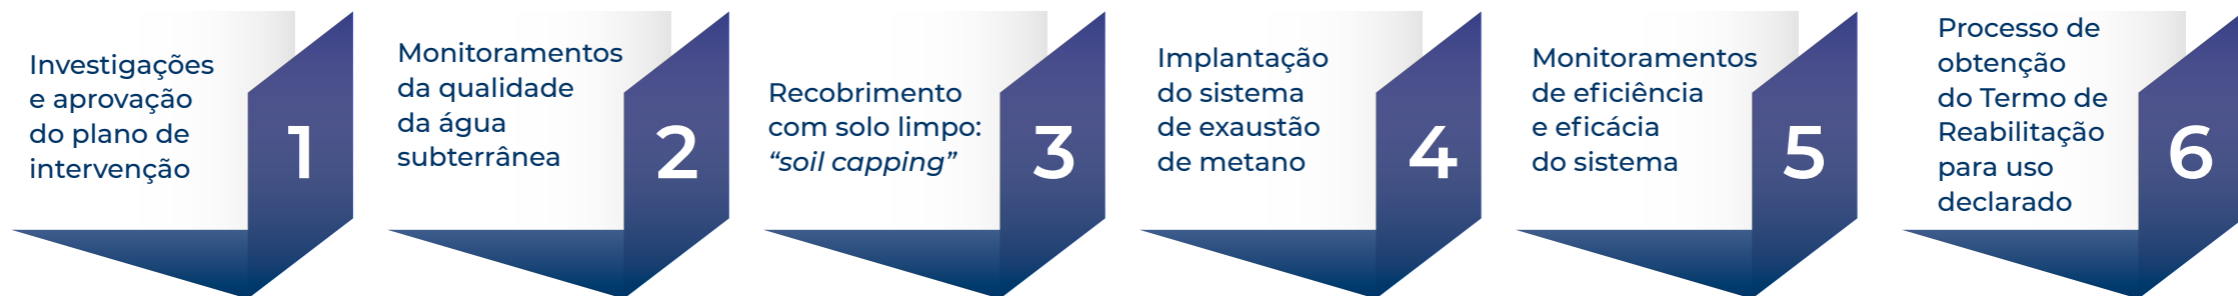 Investigações
e aprovação
do plano de
intervenção
1
Monitoramentos
da qualidade
da água
subterrânea
2
Recobrimento
com solo limpo:
“soil capping”
3
Implantação
do sistema
de exaustão
de metano
4
Monitoramentos
de eficiência
e eficácia
do sistema
5
Processo de
obtenção
do Termo de
Reabilitação
para uso
declarado
6